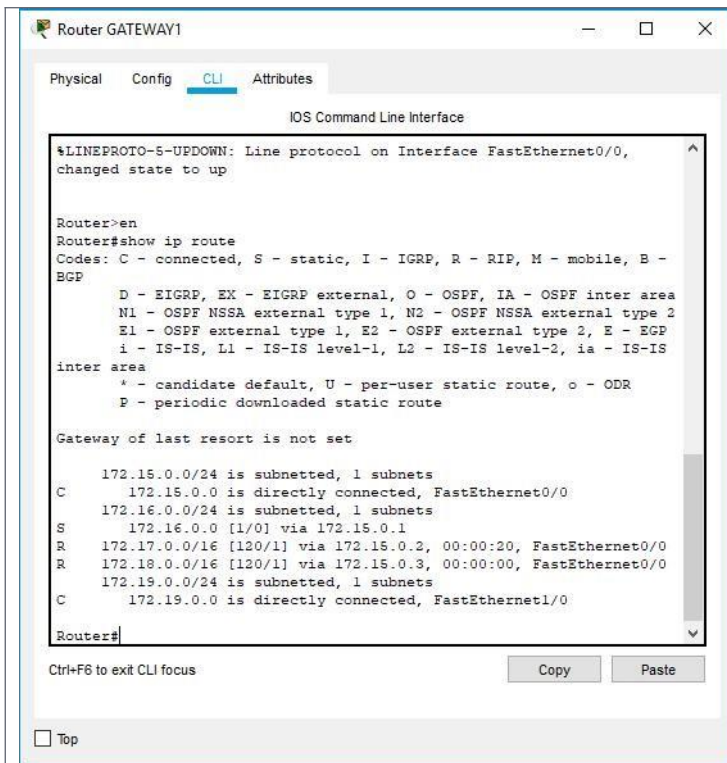 Router GATEWAY1
Physical Config CLI Attributes
IOS Command Line Interface
%LINEPROTO-5-UPDOWN: Line protocol on Interface FastEthernet0/0,
changed state to up
Router>en
Router#show ip route
Codes: C - connected, S - static, I - IGRP, R - RIP, M - mobile, B -
BGP
D - EIGRP, EX - EIGRP external, O - OSPF, IA - OSPF inter area
N1 - OSPF NSSA external type 1, N2 - OSPF NSSA external type 2
E1 - OSPF external type 1, E2 - OSPF external type 2, E - EGP
i - IS-IS, L1 - IS-IS level-1, L2 - IS-IS level-2, ia - IS-IS
inter area
* - candidate default, U - per-user static route, o - ODR
P - periodic downloaded static route
Gateway of last resort is not set
172.15.0.0/24 is subnetted, 1 subnets
C 172.15.0.0 is directly connected, FastEthernet0/0
172.16.0.0/24 is subnetted, 1 subnets
S 172.16.0.0 [1/0] via 172.15.0.1
R 172.17.0.0/16 [120/1] via 172.15.0.2, 00:00:20, FastEthernet0/0
R 172.18.0.0/16 [120/1] via 172.15.0.3, 00:00:00, FastEthernet0/0
172.19.0.0/24 is subnetted, 1 subnets
C 172.19.0.0 is directly connected, FastEthernet1/0
Router#
Ctrl+F6 to exit CLI focus Copy Paste
Top